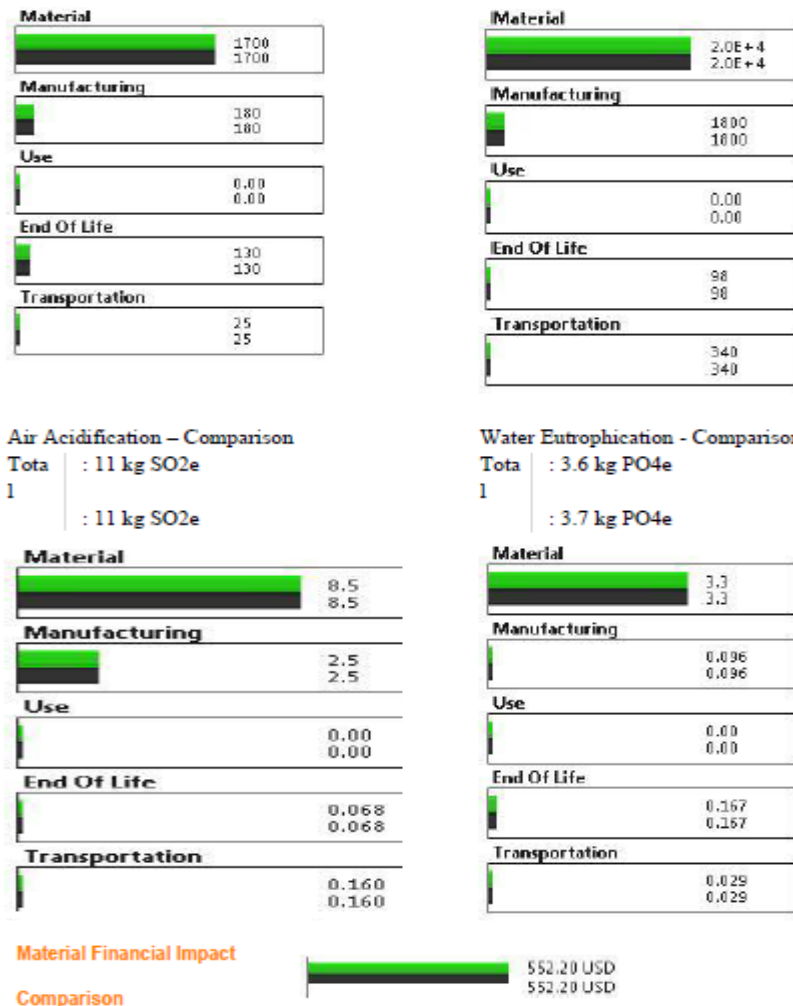 Material
1700
1700
Manufacturing
180
180
Use
0.00
0.00
End Of Life
130
130
Transportation
25
25
Material
2.0E+4
2.0E+4
Manufacturing
1800
1800
Use
0.00
0.00
End Of Life
98
98
Transportation
340
340
Air Acidification – Comparison
Tota : 11 kg SO2e
l
: 11 kg SO2e
Material
8.5
8.5
Manufacturing
2.5
2.5
Use
0.00
0.00
End Of Life
0.068
0.068
Transportation
0.160
0.160
Water Eutrophication - Comparison
Tota : 3.6 kg PO4e
l
: 3.7 kg PO4e
Material
3.3
3.3
Manufacturing
0.096
0.096
Use
0.00
0.00
End Of Life
0.167
0.167
Transportation
0.029
0.029
Material Financial Impact
Comparison
552.20 USD
552.20 USD